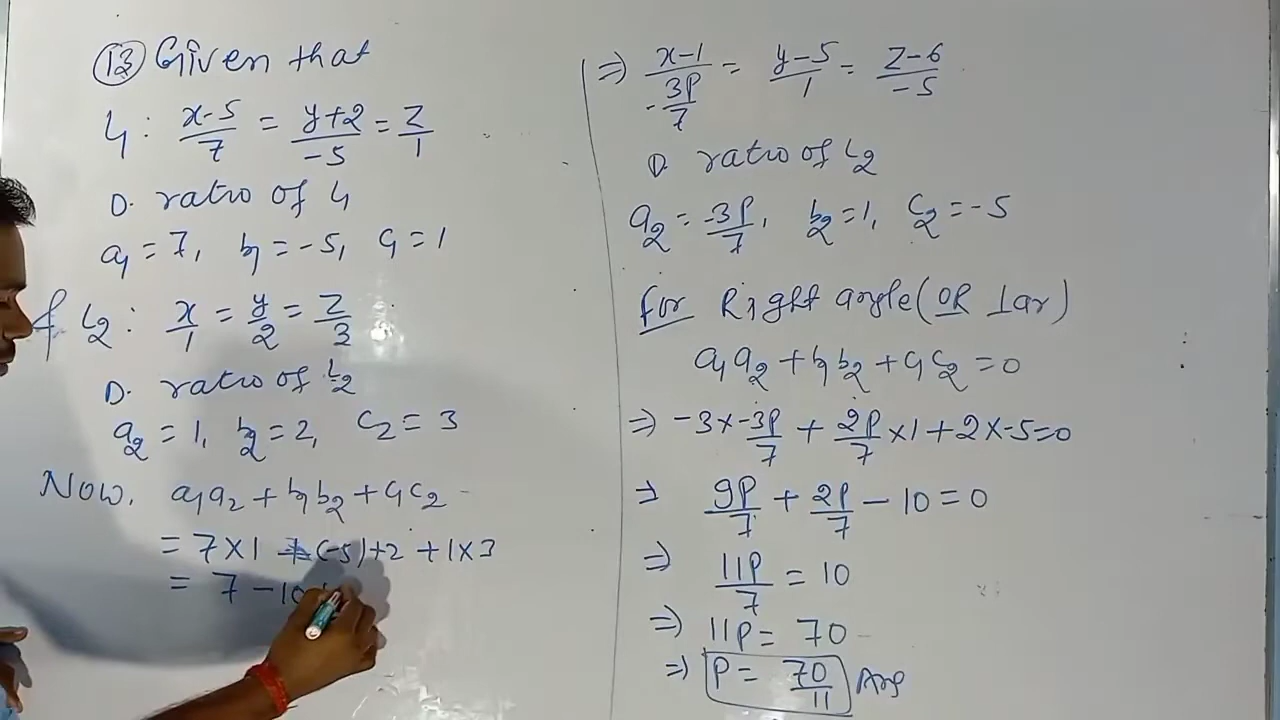 (13) Given that
L1 : x-5/7 = y+2/-5 = z/1
D. ratio of L1
a1 = 7, b1 = -5, c1 = 1
& L2 : x/1 = y/2 = z/3
D. ratio of L2
a2 = 1, b2 = 2, c2 = 3
Now, a1a2 + b1b2 + c1c2
= 7×1 + (-5)+2 + 1×3
= 7 - 10
⇒ x-1/-3P/7 = y-5/1 = z-6/-5
D. ratio of L2
a2 = -3P/7, b2 = 1, c2 = -5
for Right angle (OR ⊥ar)
a1a2 + b1b2 + c1c2 = 0
⇒ -3×-3P/7 + 2P/7 ×1 + 2×-5=0
⇒ 9P/7 + 2P/7 - 10 = 0
⇒ 11P/7 = 10
⇒ 11P = 70
⇒ P = 70/11 Ans